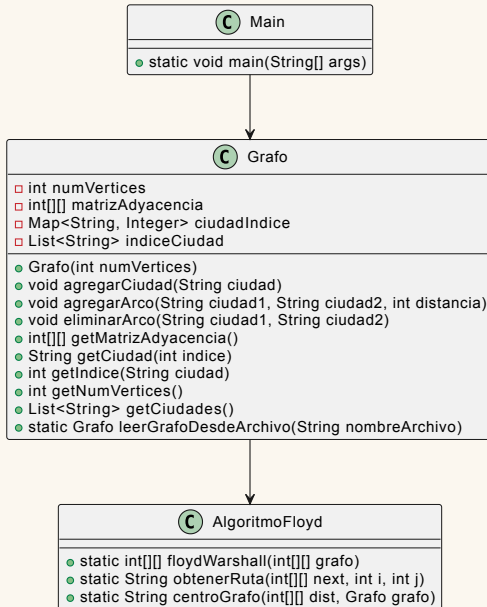 C Main
static void main(String[] args)
C Grafo
int numVertices
int[][] matrizAdyacencia
Map<String, Integer> ciudadIndice
List<String> indiceCiudad
Grafo(int numVertices)
void agregarCiudad(String ciudad)
void agregarArco(String ciudad1, String ciudad2, int distancia)
void eliminarArco(String ciudad1, String ciudad2)
int[][] getMatrizAdyacencia()
String getCiudad(int indice)
int getIndice(String ciudad)
int getNumVertices()
List<String> getCiudades()
static Grafo leerGrafoDesdeArchivo(String nombreArchivo)
C AlgoritmoFloyd
static int[][] floydWarshall(int[][] grafo)
static String obtenerRuta(int[][] next, int i, int j)
static String centroGrafo(int[][] dist, Grafo grafo)